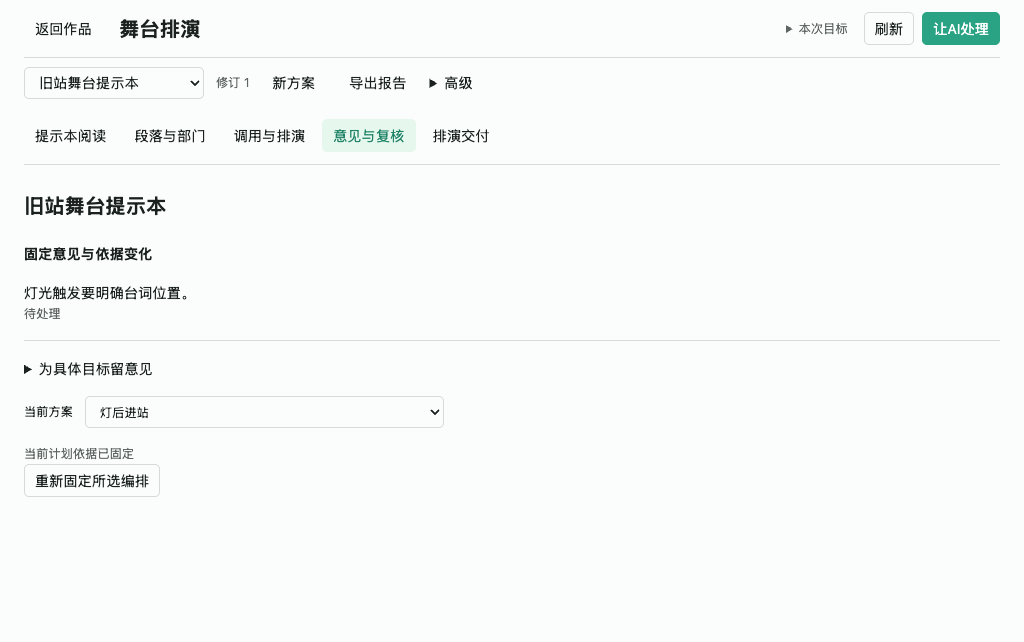 返回作品 舞台排演 本次目标 刷新 让AI处理
旧站舞台提示本 修订 1 新方案 导出报告 高级
提示本阅读 段落与部门 调用与排演 意见与复核 排演交付
旧站舞台提示本
固定意见与依据变化
灯光触发要明确台词位置。
待处理
为具体目标留意见
当前方案 灯后进站
当前计划依据已固定
重新固定所选编排